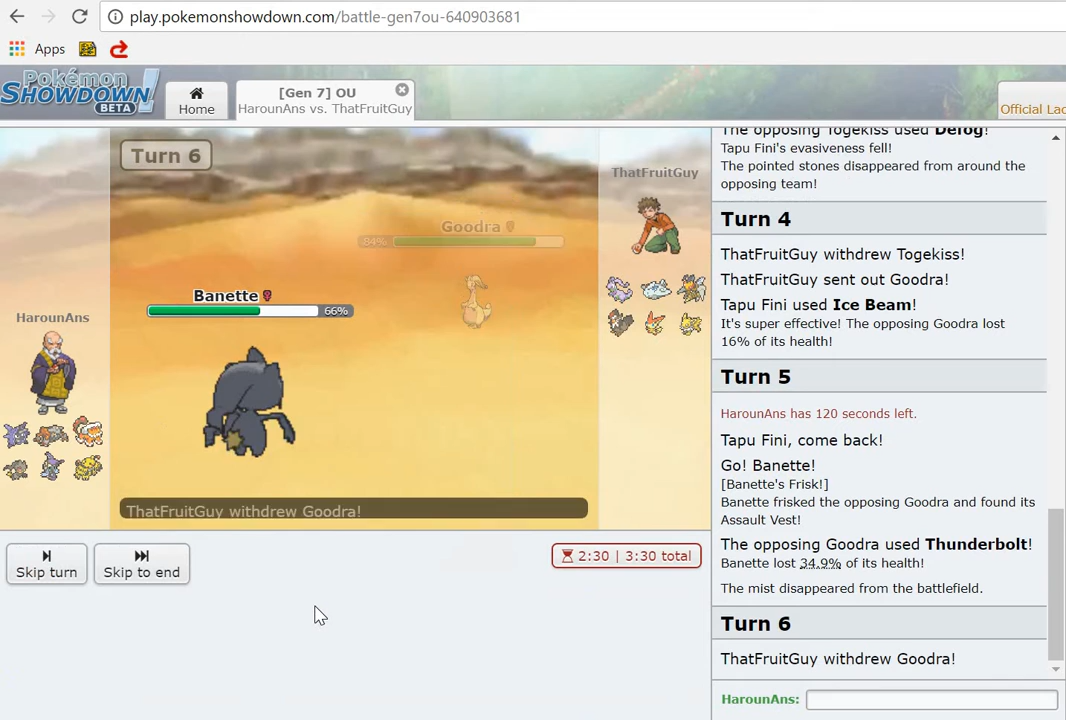 play.pokemonshowdown.com/battle-gen7ou-640903681
Apps
Pokémon
SHOWDOWN!
BETA
Home
[Gen 7] OU
HarounAns vs. ThatFruitGuy
Official Lad
Turn 6
HarounAns
Banette
66%
Goodra
84%
ThatFruitGuy withdrew Goodra!
ThatFruitGuy
Skip turn
Skip to end
2:30 | 3:30 total
The opposing Togekiss used Defog!
Tapu Fini's evasiveness fell!
The pointed stones disappeared from around the
opposing team!
Turn 4
ThatFruitGuy withdrew Togekiss!
ThatFruitGuy sent out Goodra!
Tapu Fini used Ice Beam!
It's super effective! The opposing Goodra lost
16% of its health!
Turn 5
HarounAns has 120 seconds left.
Tapu Fini, come back!
Go! Banette!
[Banette's Frisk!]
Banette frisked the opposing Goodra and found its
Assault Vest!
The opposing Goodra used Thunderbolt!
Banette lost 34.9% of its health!
The mist disappeared from the battlefield.
Turn 6
ThatFruitGuy withdrew Goodra!
HarounAns: